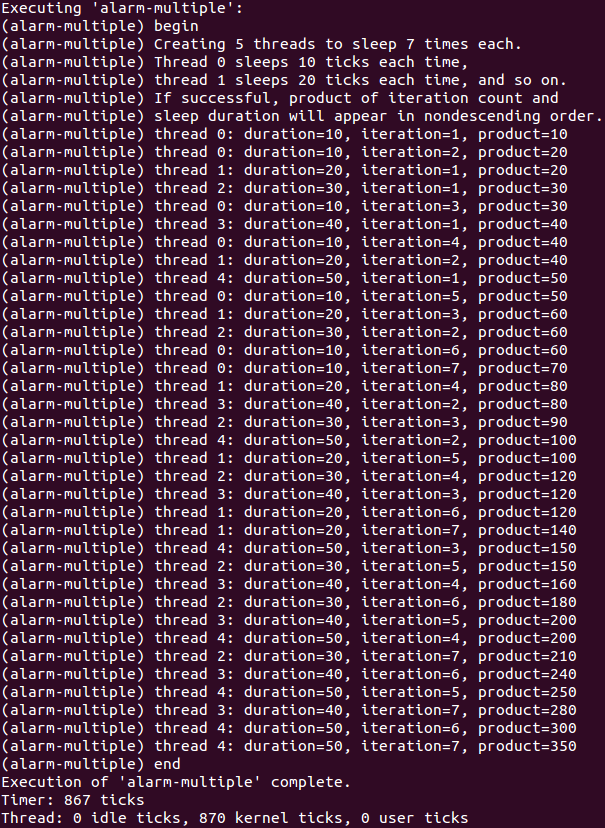 Executing 'alarm-multiple':
(alarm-multiple) begin
(alarm-multiple) Creating 5 threads to sleep 7 times each.
(alarm-multiple) Thread 0 sleeps 10 ticks each time,
(alarm-multiple) thread 1 sleeps 20 ticks each time, and so on.
(alarm-multiple) If successful, product of iteration count and
(alarm-multiple) sleep duration will appear in nondescending order.
(alarm-multiple) thread 0: duration=10, iteration=1, product=10
(alarm-multiple) thread 0: duration=10, iteration=2, product=20
(alarm-multiple) thread 1: duration=20, iteration=1, product=20
(alarm-multiple) thread 2: duration=30, iteration=1, product=30
(alarm-multiple) thread 0: duration=10, iteration=3, product=30
(alarm-multiple) thread 3: duration=40, iteration=1, product=40
(alarm-multiple) thread 0: duration=10, iteration=4, product=40
(alarm-multiple) thread 1: duration=20, iteration=2, product=40
(alarm-multiple) thread 4: duration=50, iteration=1, product=50
(alarm-multiple) thread 0: duration=10, iteration=5, product=50
(alarm-multiple) thread 1: duration=20, iteration=3, product=60
(alarm-multiple) thread 2: duration=30, iteration=2, product=60
(alarm-multiple) thread 0: duration=10, iteration=6, product=60
(alarm-multiple) thread 0: duration=10, iteration=7, product=70
(alarm-multiple) thread 1: duration=20, iteration=4, product=80
(alarm-multiple) thread 3: duration=40, iteration=2, product=80
(alarm-multiple) thread 2: duration=30, iteration=3, product=90
(alarm-multiple) thread 4: duration=50, iteration=2, product=100
(alarm-multiple) thread 1: duration=20, iteration=5, product=100
(alarm-multiple) thread 2: duration=30, iteration=4, product=120
(alarm-multiple) thread 3: duration=40, iteration=3, product=120
(alarm-multiple) thread 1: duration=20, iteration=6, product=120
(alarm-multiple) thread 1: duration=20, iteration=7, product=140
(alarm-multiple) thread 4: duration=50, iteration=3, product=150
(alarm-multiple) thread 2: duration=30, iteration=5, product=150
(alarm-multiple) thread 3: duration=40, iteration=4, product=160
(alarm-multiple) thread 2: duration=30, iteration=6, product=180
(alarm-multiple) thread 3: duration=40, iteration=5, product=200
(alarm-multiple) thread 4: duration=50, iteration=4, product=200
(alarm-multiple) thread 2: duration=30, iteration=7, product=210
(alarm-multiple) thread 3: duration=40, iteration=6, product=240
(alarm-multiple) thread 4: duration=50, iteration=5, product=250
(alarm-multiple) thread 3: duration=40, iteration=7, product=280
(alarm-multiple) thread 4: duration=50, iteration=6, product=300
(alarm-multiple) thread 4: duration=50, iteration=7, product=350
(alarm-multiple) end
Execution of 'alarm-multiple' complete.
Timer: 867 ticks
Thread: 0 idle ticks, 870 kernel ticks, 0 user ticks